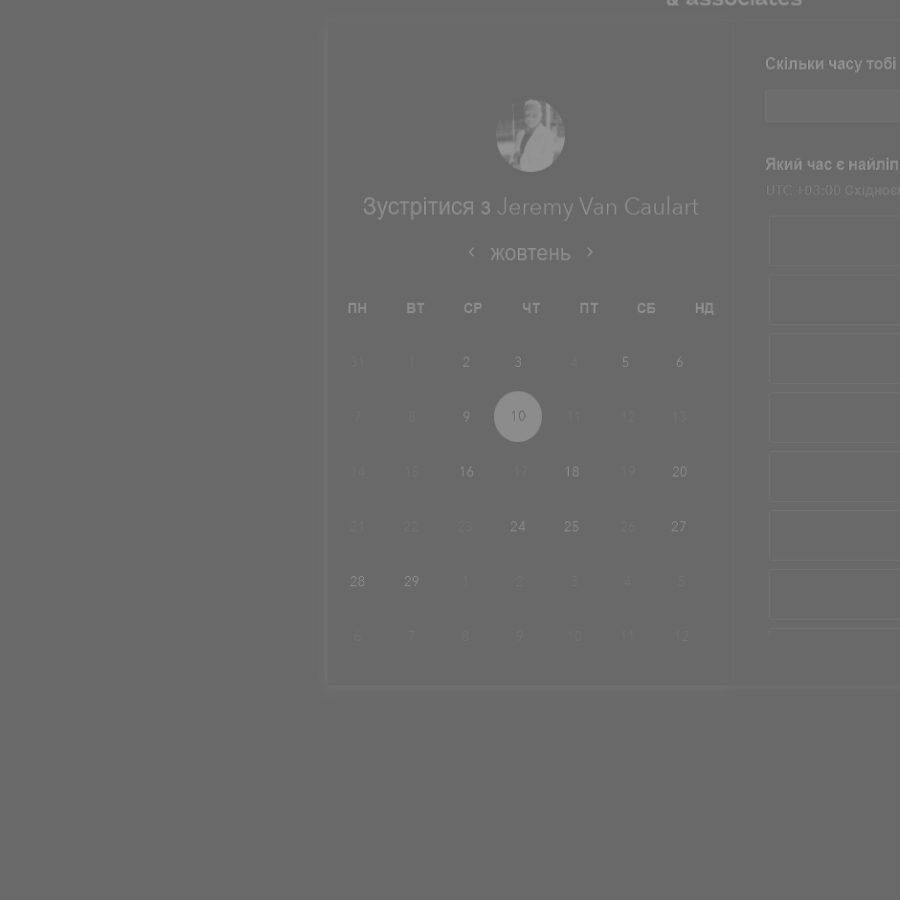 & associates
Зустрітися з Jeremy Van Caulart
‹ жовтень ›
ПН ВТ СР ЧТ ПТ СБ НД
31 1 2 3 4 5 6
7 8 9 10 11 12 13
14 15 16 17 18 19 20
21 22 23 24 25 26 27
28 29 1 2 3 4 5
6 7 8 9 10 11 12
Скільки часу тобі
Який час є найліп
UTC +03:00 Східноє